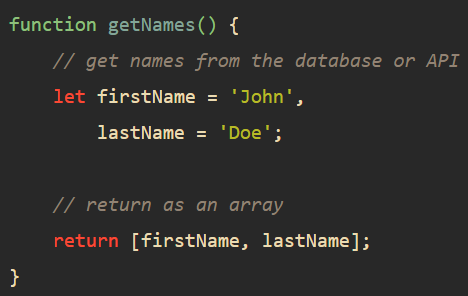 function getNames() {
    // get names from the database or API
    let firstName = 'John',
        lastName = 'Doe';

    // return as an array
    return [firstName, lastName];
}